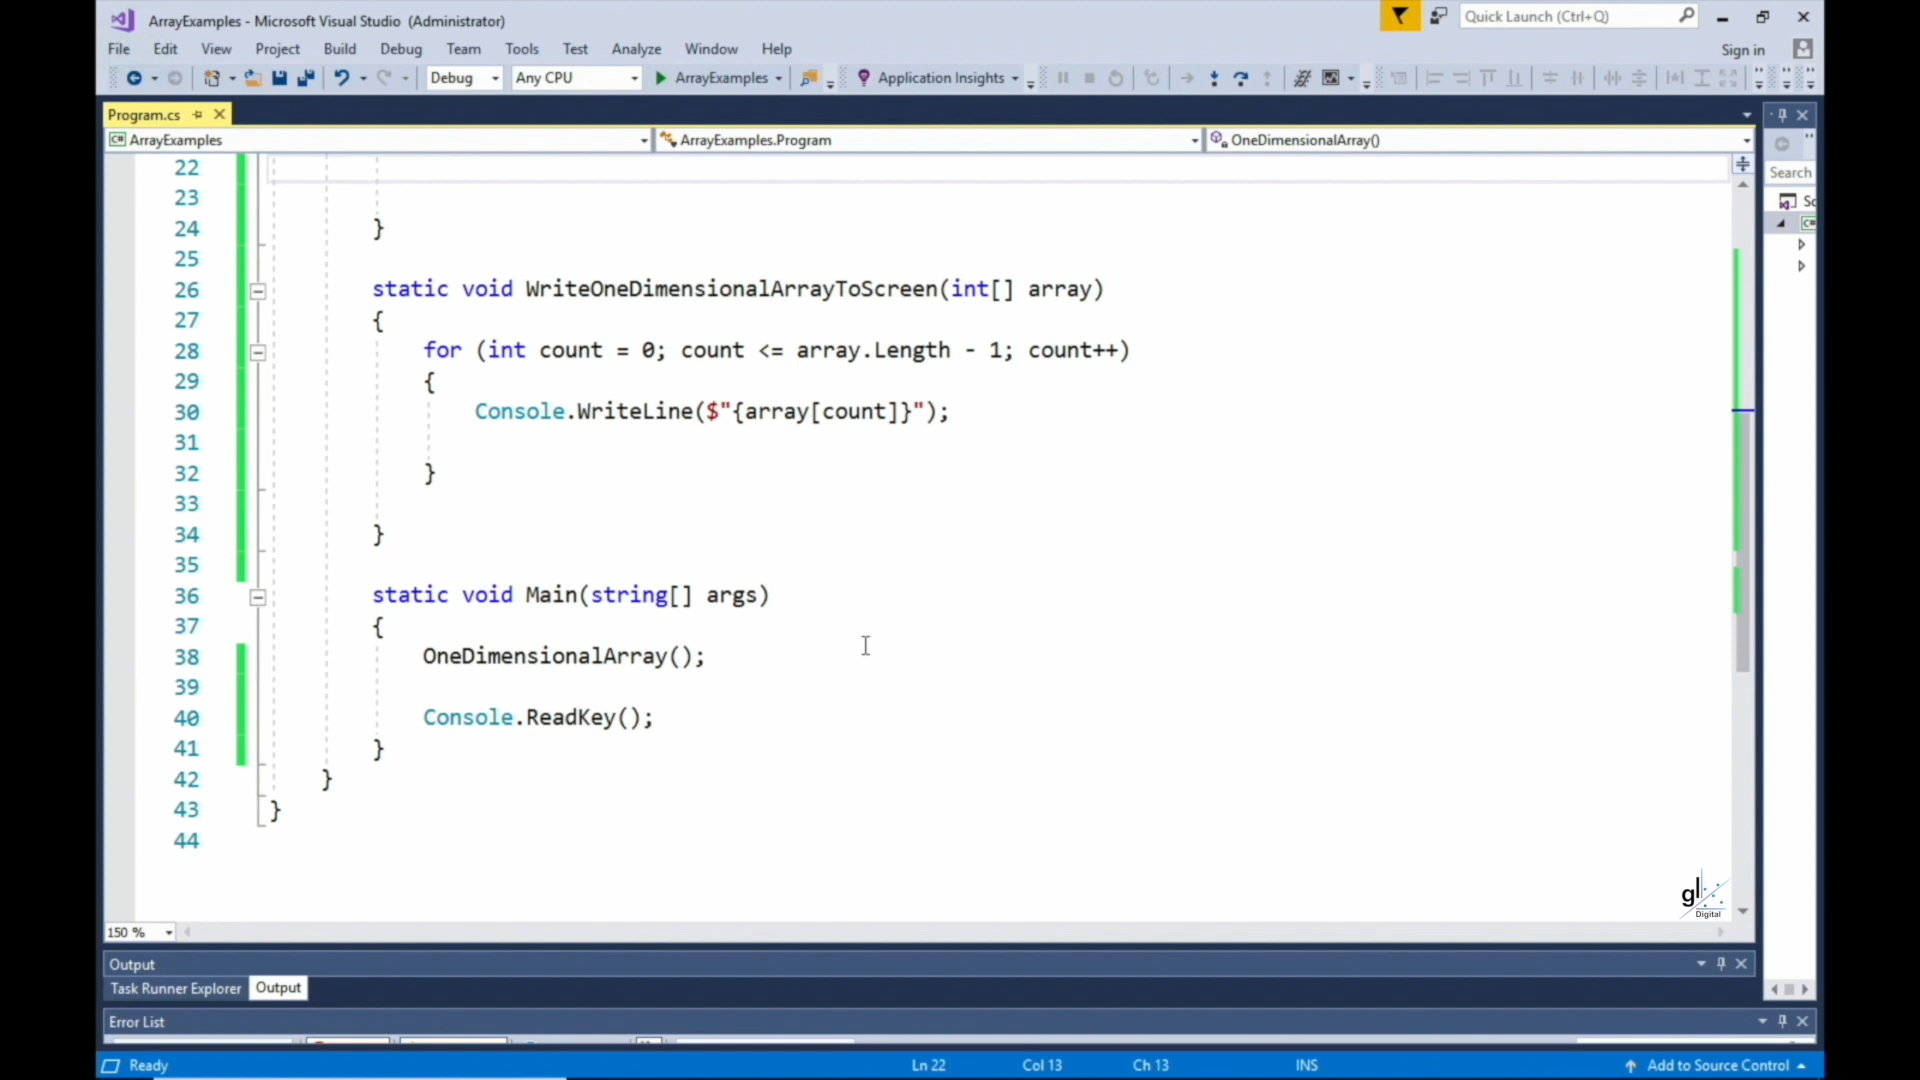 ArrayExamples - Microsoft Visual Studio (Administrator)
Quick Launch (Ctrl+Q)
File Edit View Project Build Debug Team Tools Test Analyze Window Help
Sign in
Debug Any CPU ArrayExamples Application Insights
Program.cs
ArrayExamples ArrayExamples.Program OneDimensionalArray()
Search
22
23
24 }
25
26 static void WriteOneDimensionalArrayToScreen(int[] array)
27 {
28 for (int count = 0; count <= array.Length - 1; count++)
29 {
30 Console.WriteLine($"{array[count]}");
31
32 }
33
34 }
35
36 static void Main(string[] args)
37 {
38 OneDimensionalArray();
39
40 Console.ReadKey();
41 }
42 }
43 }
44
gl
Digital
150 %
Output
Task Runner Explorer Output
Error List
Ready Ln 22 Col 13 Ch 13 INS Add to Source Control